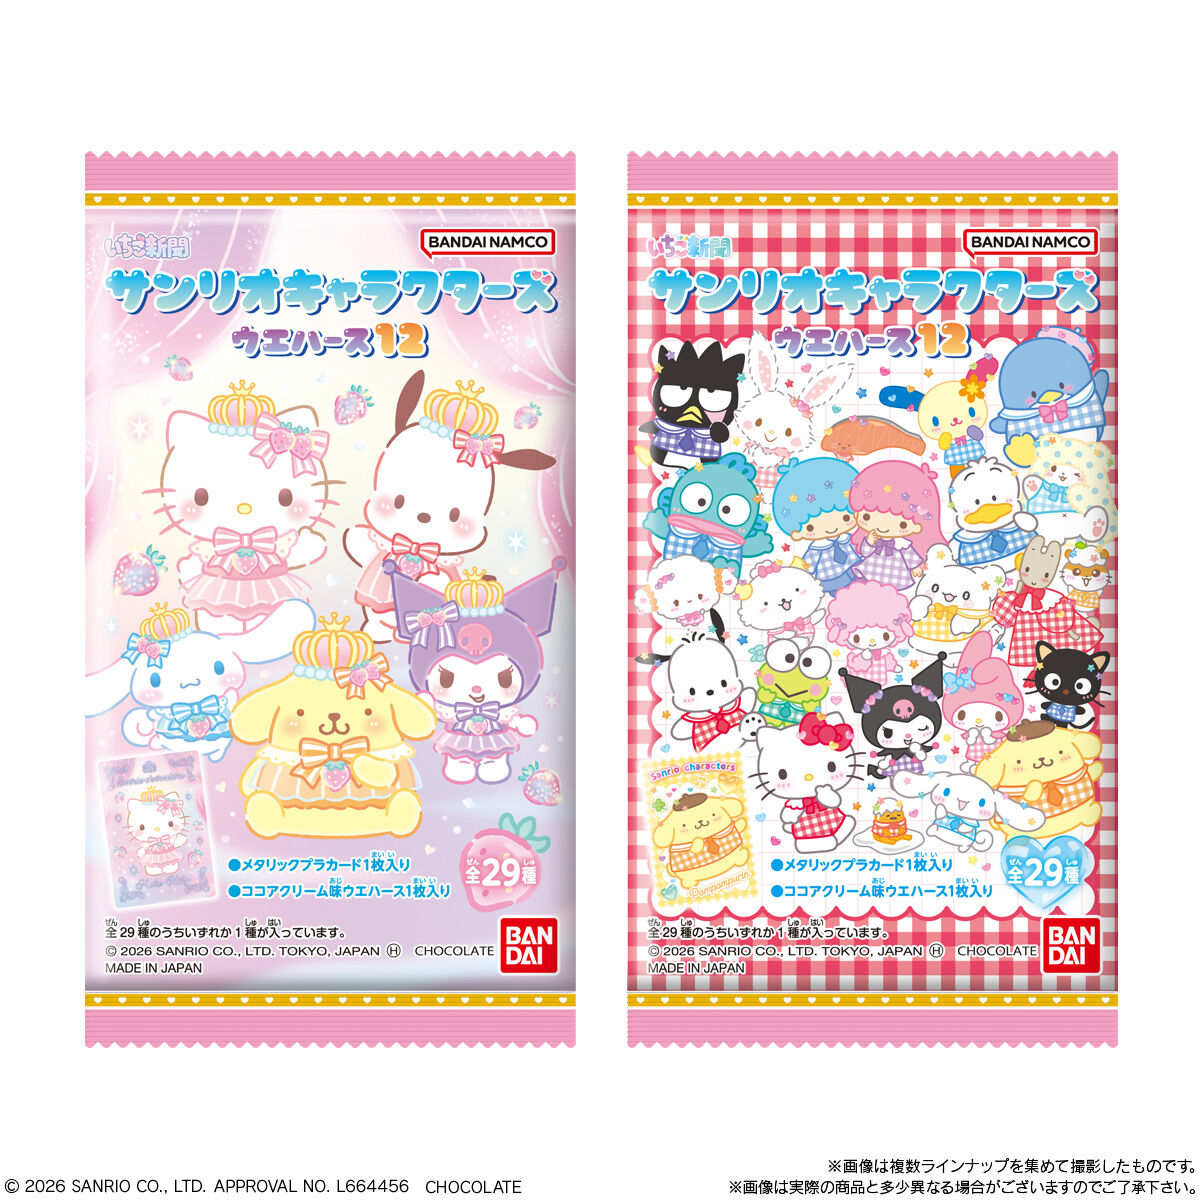 いちご新聞
BANDAI NAMCO
サンリオキャラクターズ
ウエハース12
●メタリックプラカード1枚入り
●ココアクリーム味ウエハース1枚入り
全29種
全29種のうちいずれか1種が入っています。
© 2026 SANRIO CO., LTD. TOKYO, JAPAN Ⓗ CHOCOLATE
MADE IN JAPAN
BAN
DAI
いちご新聞
BANDAI NAMCO
サンリオキャラクターズ
ウエハース12
Sanrio characters
Pompompurin
●メタリックプラカード1枚入り
●ココアクリーム味ウエハース1枚入り
全29種
全29種のうちいずれか1種が入っています。
© 2026 SANRIO CO., LTD. TOKYO, JAPAN Ⓗ CHOCOLATE
MADE IN JAPAN
BAN
DAI
※画像は複数ラインナップを集めて撮影したものです。
© 2026 SANRIO CO., LTD. APPROVAL NO. L664456 CHOCOLATE
※画像は実際の商品と多少異なる場合がございますのでご了承下さい。